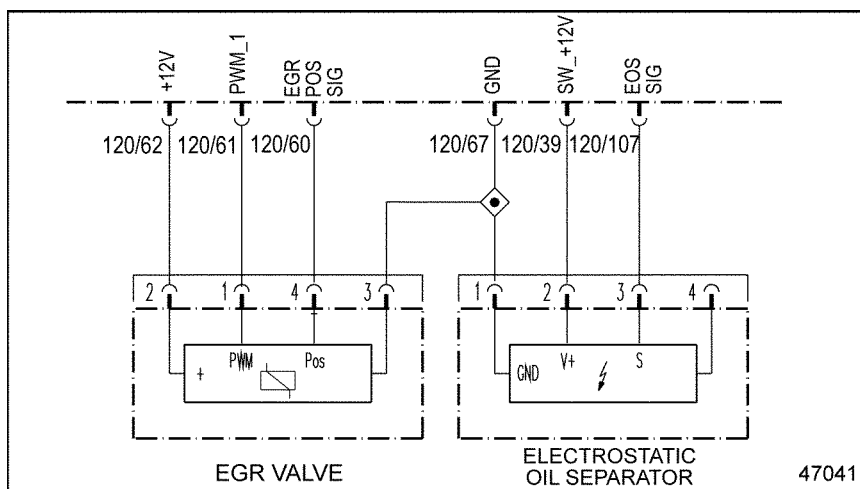 +12V
PWM_1
EGR
POS
SIG
GND
SW_+12V
EOS
SIG
120/62 120/61 120/60 120/67 120/39 120/107
2 1 4 3 1 2 3 4
+ PWM Pos GND V+ S
EGR VALVE
ELECTROSTATIC
OIL SEPARATOR
47041